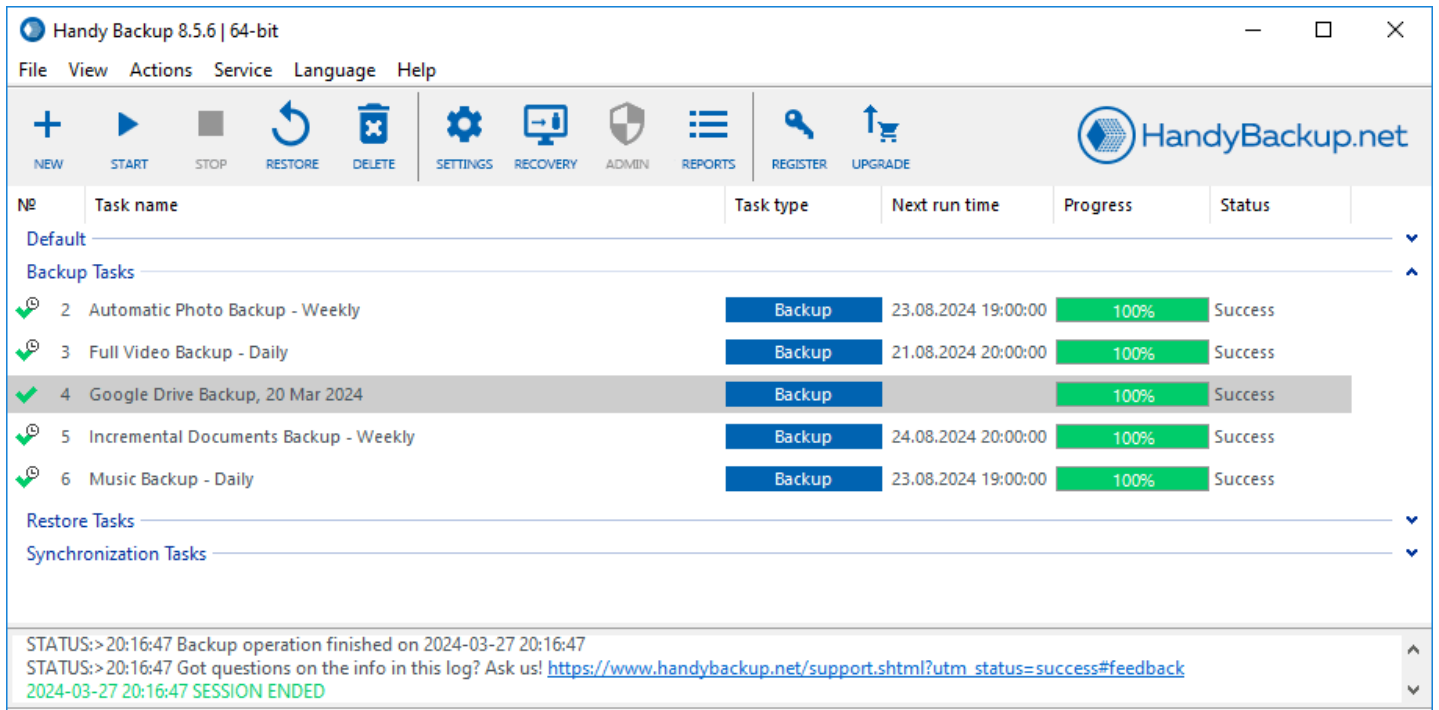 Handy Backup 8.5.6 | 64-bit
File View Actions Service Language Help
NEW START STOP RESTORE DELETE SETTINGS RECOVERY ADMIN REPORTS REGISTER UPGRADE
HandyBackup.net
№ Task name Task type Next run time Progress Status
Default
Backup Tasks
2 Automatic Photo Backup - Weekly Backup 23.08.2024 19:00:00 100% Success
3 Full Video Backup - Daily Backup 21.08.2024 20:00:00 100% Success
4 Google Drive Backup, 20 Mar 2024 Backup 100% Success
5 Incremental Documents Backup - Weekly Backup 24.08.2024 20:00:00 100% Success
6 Music Backup - Daily Backup 23.08.2024 19:00:00 100% Success
Restore Tasks
Synchronization Tasks
STATUS:> 20:16:47 Backup operation finished on 2024-03-27 20:16:47
STATUS:> 20:16:47 Got questions on the info in this log? Ask us! https://www.handybackup.net/support.shtml?utm_status=success#feedback
2024-03-27 20:16:47 SESSION ENDED